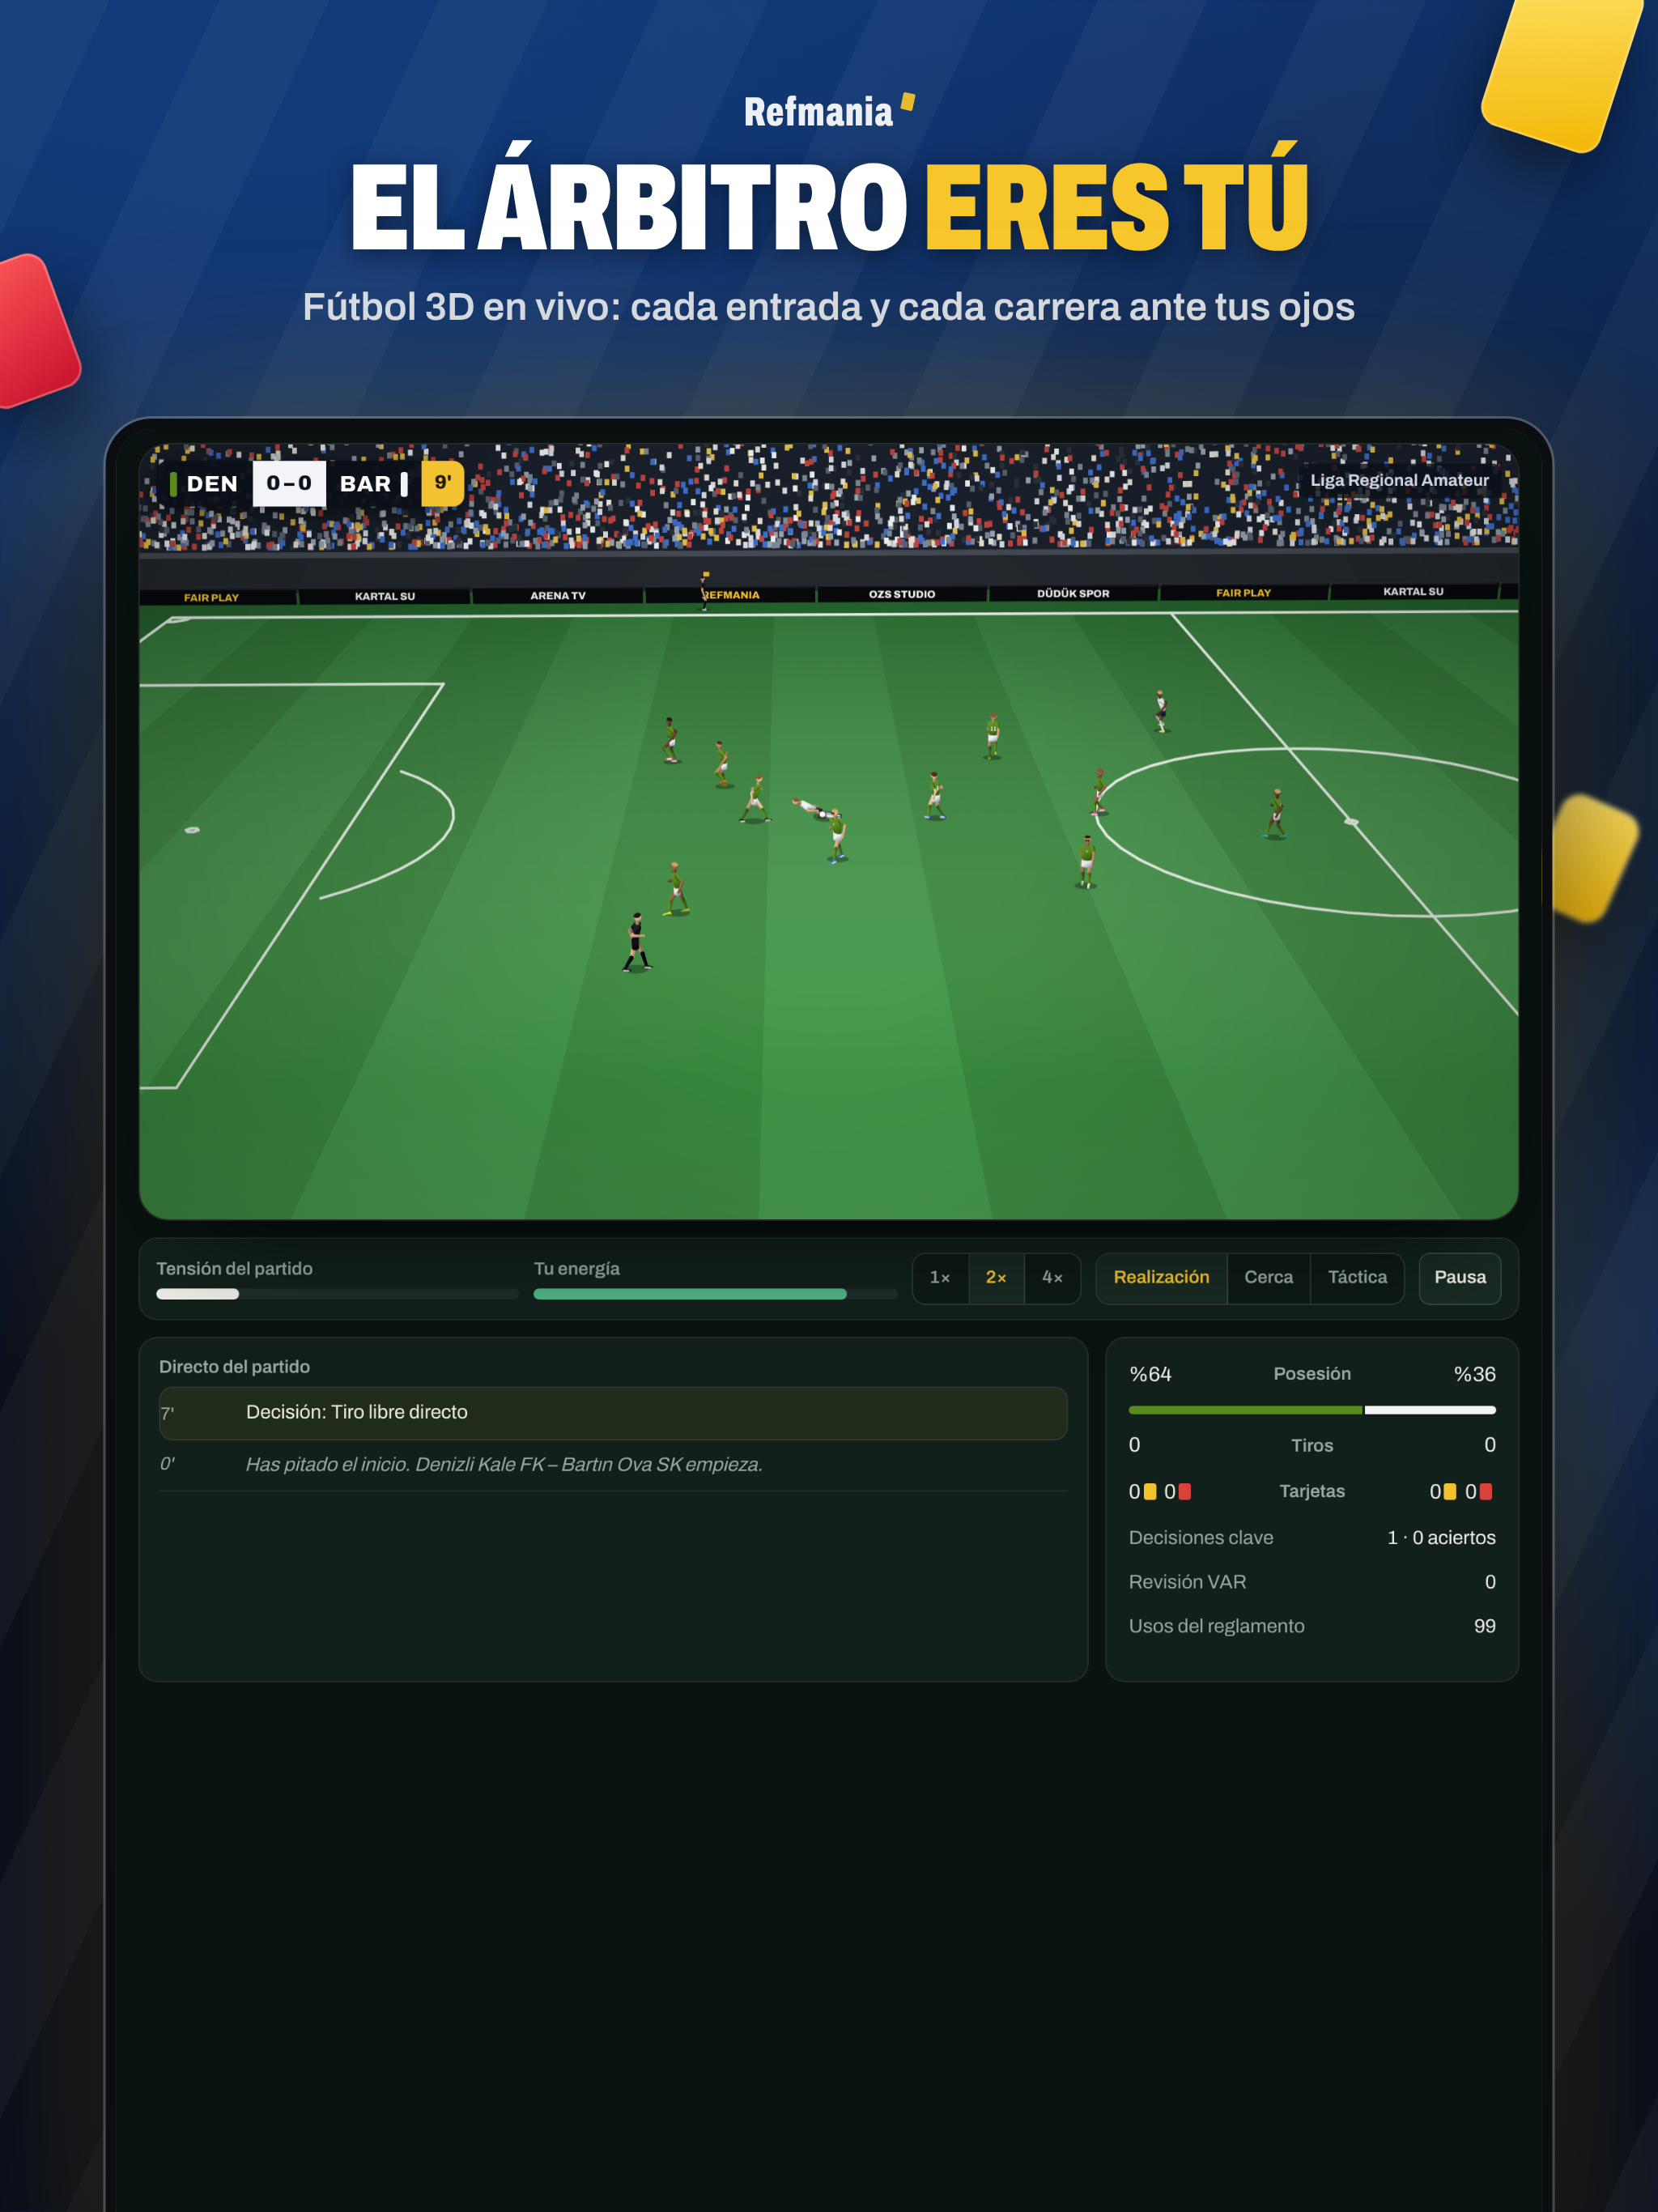 Refmania
EL ÁRBITRO ERES TÚ
Fútbol 3D en vivo: cada entrada y cada carrera ante tus ojos
DEN 0–0 BAR 9'
Liga Regional Amateur
FAIR PLAY KARTAL SU ARENA TV REFMANIA OZS STUDIO DÜDÜK SPOR FAIR PLAY KARTAL SU
11
Tensión del partido
Tu energía
1× 2× 4×
Realización Cerca Táctica
Pausa
Directo del partido
7' Decisión: Tiro libre directo
0' Has pitado el inicio. Denizli Kale FK – Bartın Ova SK empieza.
%64 Posesión %36
0 Tiros 0
0 0 Tarjetas 0 0
Decisiones clave 1 · 0 aciertos
Revisión VAR 0
Usos del reglamento 99